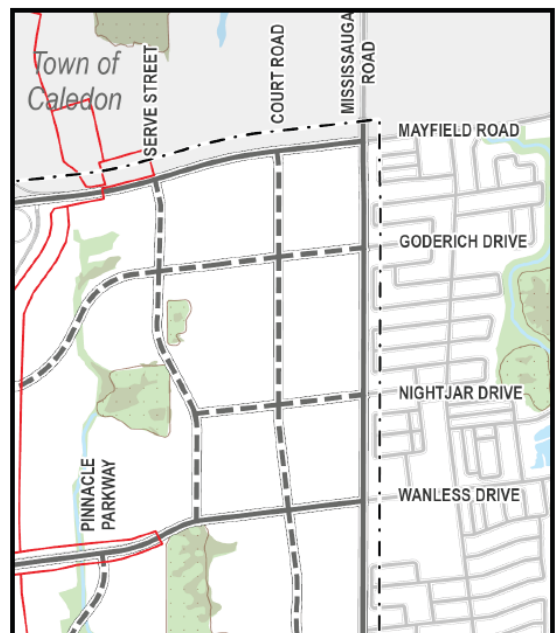 Town of
Caledon
SERVE STREET
COURT ROAD
MISSISSAUGA
ROAD
MAYFIELD ROAD
GODERICH DRIVE
NIGHTJAR DRIVE
WANLESS DRIVE
PINNACLE
PARKWAY